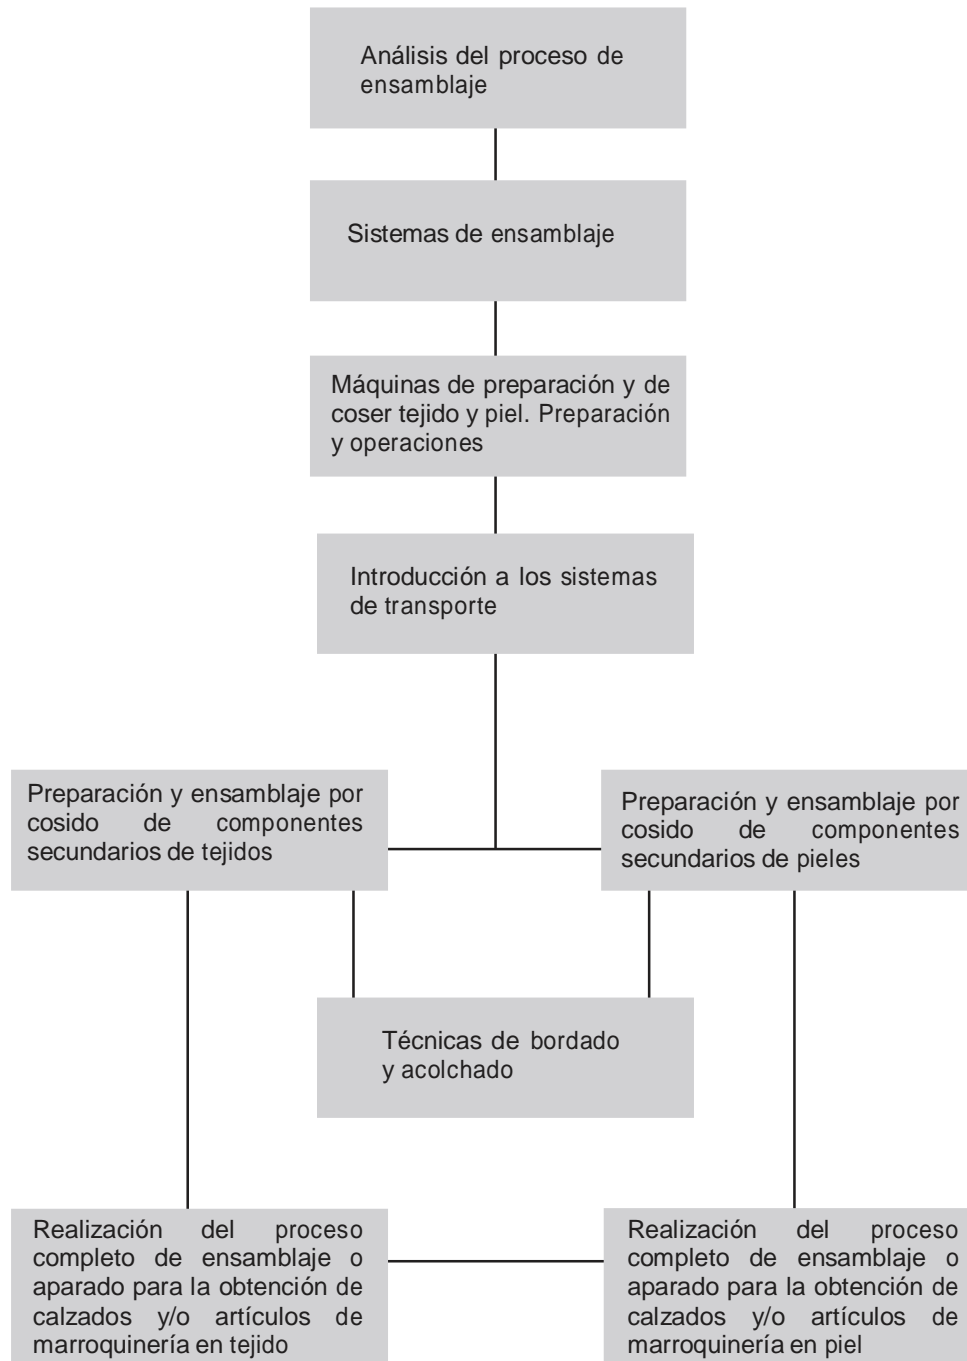 Análisis del proceso de
ensamblaje
Sistemas de ensamblaje
Máquinas de preparación y de
coser tejido y piel. Preparación
y operaciones
Introducción a los sistemas
de transporte
Preparación y ensamblaje por
cosido de componentes
secundarios de tejidos
Preparación y ensamblaje por
cosido de componentes
secundarios de pieles
Técnicas de bordado
y acolchado
Realización del proceso
completo de ensamblaje o
aparado para la obtención de
calzados y/o artículos de
marroquinería en tejido
Realización del proceso
completo de ensamblaje o
aparado para la obtención de
calzados y/o artículos de
marroquinería en piel